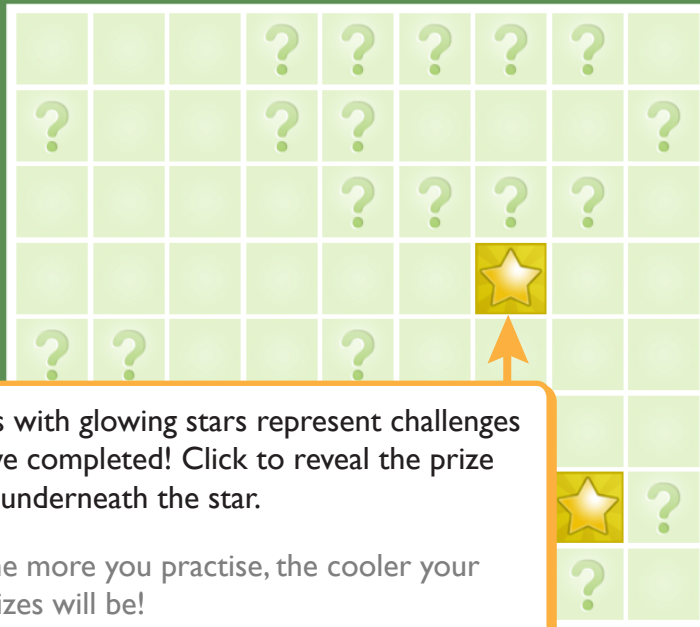 ? ? ? ? ?
? ? ? ?
? ? ? ?
? ? ?
s with glowing stars represent challenges
ve completed! Click to reveal the prize
underneath the star.
?
he more you practise, the cooler your
izes will be!
?